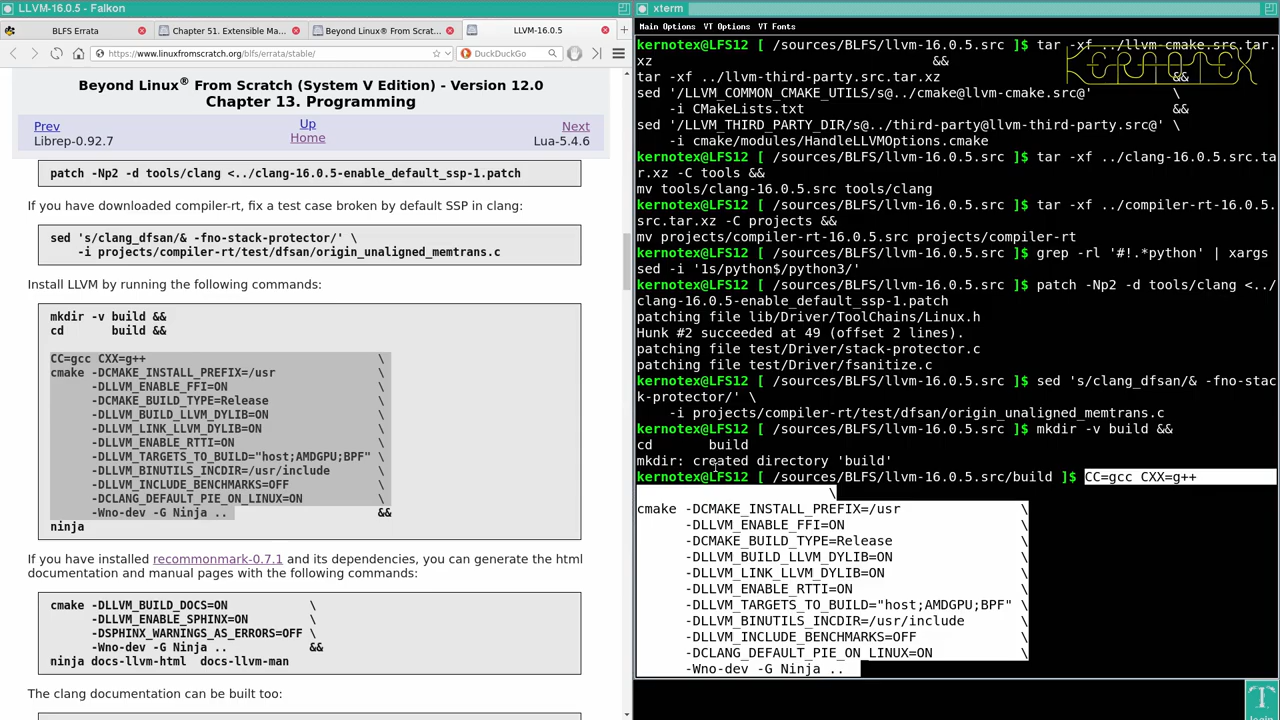 LLVM-16.0.5 - Falkon
BLFS Errata
Chapter 51. Extensible Ma...
Beyond Linux® From Scrat...
LLVM-16.0.5
https://www.linuxfromscratch.org/blfs/errata/stable/
DuckDuckGo
Beyond Linux® From Scratch (System V Edition) - Version 12.0
Chapter 13. Programming
Prev
Up
Next
Librep-0.92.7
Home
Lua-5.4.6
patch -Np2 -d tools/clang <../clang-16.0.5-enable_default_ssp-1.patch
If you have downloaded compiler-rt, fix a test case broken by default SSP in clang:
sed 's/clang_dfsan/& -fno-stack-protector/' \
-i projects/compiler-rt/test/dfsan/origin_unaligned_memtrans.c
Install LLVM by running the following commands:
mkdir -v build &&
cd build &&
CC=gcc CXX=g++ \
cmake -DCMAKE_INSTALL_PREFIX=/usr \
-DLLVM_ENABLE_FFI=ON \
-DCMAKE_BUILD_TYPE=Release \
-DLLVM_BUILD_LLVM_DYLIB=ON \
-DLLVM_LINK_LLVM_DYLIB=ON \
-DLLVM_ENABLE_RTTI=ON \
-DLLVM_TARGETS_TO_BUILD="host;AMDGPU;BPF" \
-DLLVM_BINUTILS_INCDIR=/usr/include \
-DLLVM_INCLUDE_BENCHMARKS=OFF \
-DCLANG_DEFAULT_PIE_ON_LINUX=ON \
-Wno-dev -G Ninja .. &&
ninja
If you have installed recommonmark-0.7.1 and its dependencies, you can generate the html
documentation and manual pages with the following commands:
cmake -DLLVM_BUILD_DOCS=ON \
-DLLVM_ENABLE_SPHINX=ON \
-DSPHINX_WARNINGS_AS_ERRORS=OFF \
-Wno-dev -G Ninja .. &&
ninja docs-llvm-html docs-llvm-man
The clang documentation can be built too:
xterm
Main Options VT Options VT Fonts
kernotex@LFS12 [ /sources/BLFS/llvm-16.0.5.src ]$ tar -xf ../llvm-cmake.src.tar.
xz &&
tar -xf ../llvm-third-party.src.tar.xz &&
sed '/LLVM_COMMON_CMAKE_UTILS/s@../cmake@llvm-cmake.src@' \
-i CMakeLists.txt &&
sed '/LLVM_THIRD_PARTY_DIR/s@../third-party@llvm-third-party.src@' \
-i cmake/modules/HandleLLVMOptions.cmake
kernotex@LFS12 [ /sources/BLFS/llvm-16.0.5.src ]$ tar -xf ../clang-16.0.5.src.ta
r.xz -C tools &&
mv tools/clang-16.0.5.src tools/clang
kernotex@LFS12 [ /sources/BLFS/llvm-16.0.5.src ]$ tar -xf ../compiler-rt-16.0.5.
src.tar.xz -C projects &&
mv projects/compiler-rt-16.0.5.src projects/compiler-rt
kernotex@LFS12 [ /sources/BLFS/llvm-16.0.5.src ]$ grep -rl '#!.*python' | xargs
sed -i '1s/python$/python3/'
kernotex@LFS12 [ /sources/BLFS/llvm-16.0.5.src ]$ patch -Np2 -d tools/clang <../
clang-16.0.5-enable_default_ssp-1.patch
patching file lib/Driver/ToolChains/Linux.h
Hunk #2 succeeded at 49 (offset 2 lines).
patching file test/Driver/stack-protector.c
patching file test/Driver/fsanitize.c
kernotex@LFS12 [ /sources/BLFS/llvm-16.0.5.src ]$ sed 's/clang_dfsan/& -fno-stac
k-protector/' \
-i projects/compiler-rt/test/dfsan/origin_unaligned_memtrans.c
kernotex@LFS12 [ /sources/BLFS/llvm-16.0.5.src ]$ mkdir -v build &&
cd build
mkdir: created directory 'build'
kernotex@LFS12 [ /sources/BLFS/llvm-16.0.5.src/build ]$ CC=gcc CXX=g++
\
cmake -DCMAKE_INSTALL_PREFIX=/usr \
-DLLVM_ENABLE_FFI=ON \
-DCMAKE_BUILD_TYPE=Release \
-DLLVM_BUILD_LLVM_DYLIB=ON \
-DLLVM_LINK_LLVM_DYLIB=ON \
-DLLVM_ENABLE_RTTI=ON \
-DLLVM_TARGETS_TO_BUILD="host;AMDGPU;BPF" \
-DLLVM_BINUTILS_INCDIR=/usr/include \
-DLLVM_INCLUDE_BENCHMARKS=OFF \
-DCLANG_DEFAULT_PIE_ON_LINUX=ON \
-Wno-dev -G Ninja ..
KERNOTEX